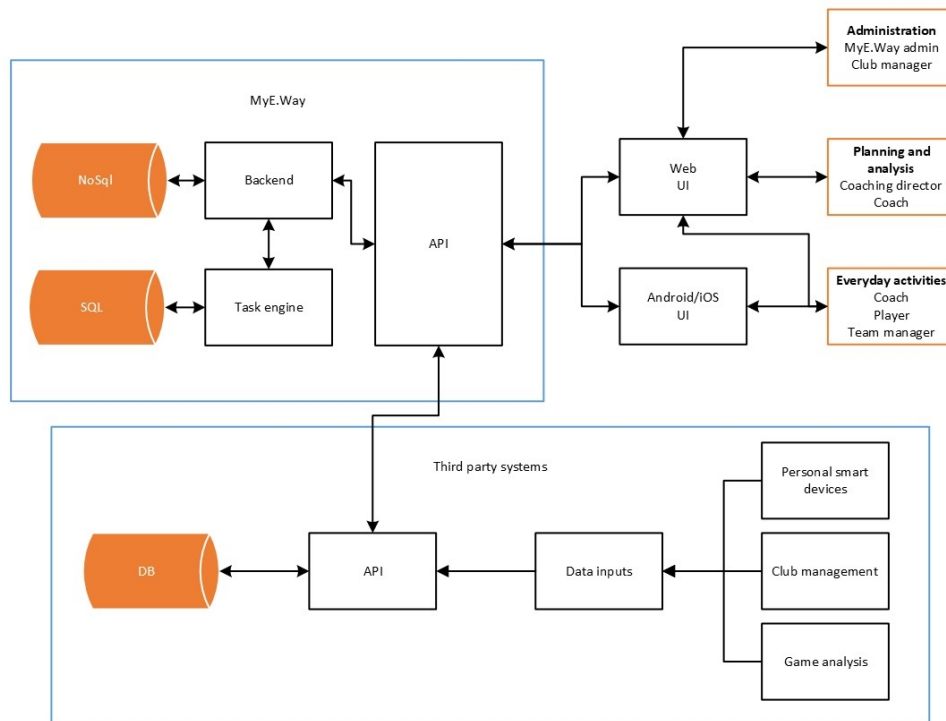 Administration
MyE.Way admin
Club manager
MyE.Way
NoSql
Backend
API
Web
UI
Planning and
analysis
Coaching director
Coach
SQL
Task engine
Android/iOS
UI
Everyday activities
Coach
Player
Team manager
Third party systems
Personal smart
devices
DB
API
Data inputs
Club management
Game analysis